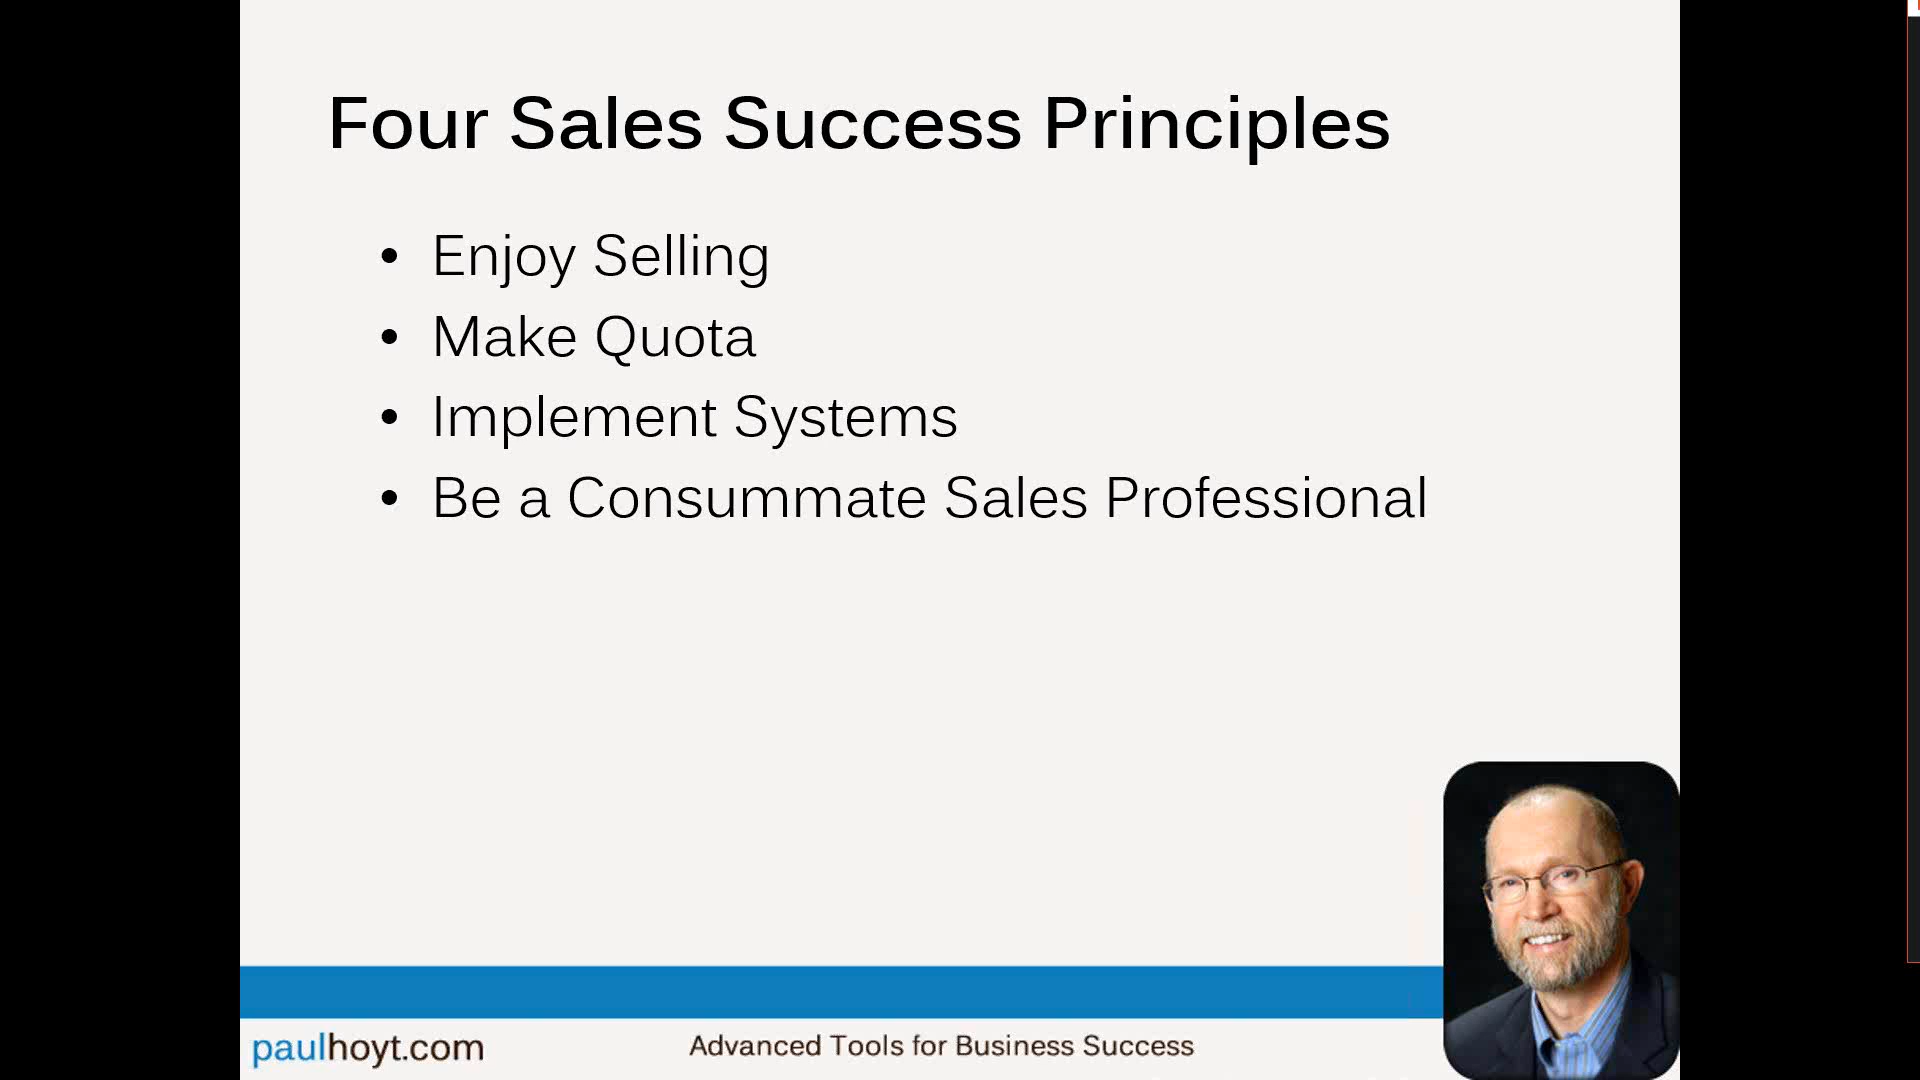 Four Sales Success Principles
• Enjoy Selling
• Make Quota
• Implement Systems
• Be a Consummate Sales Professional
paulhoyt.com
Advanced Tools for Business Success